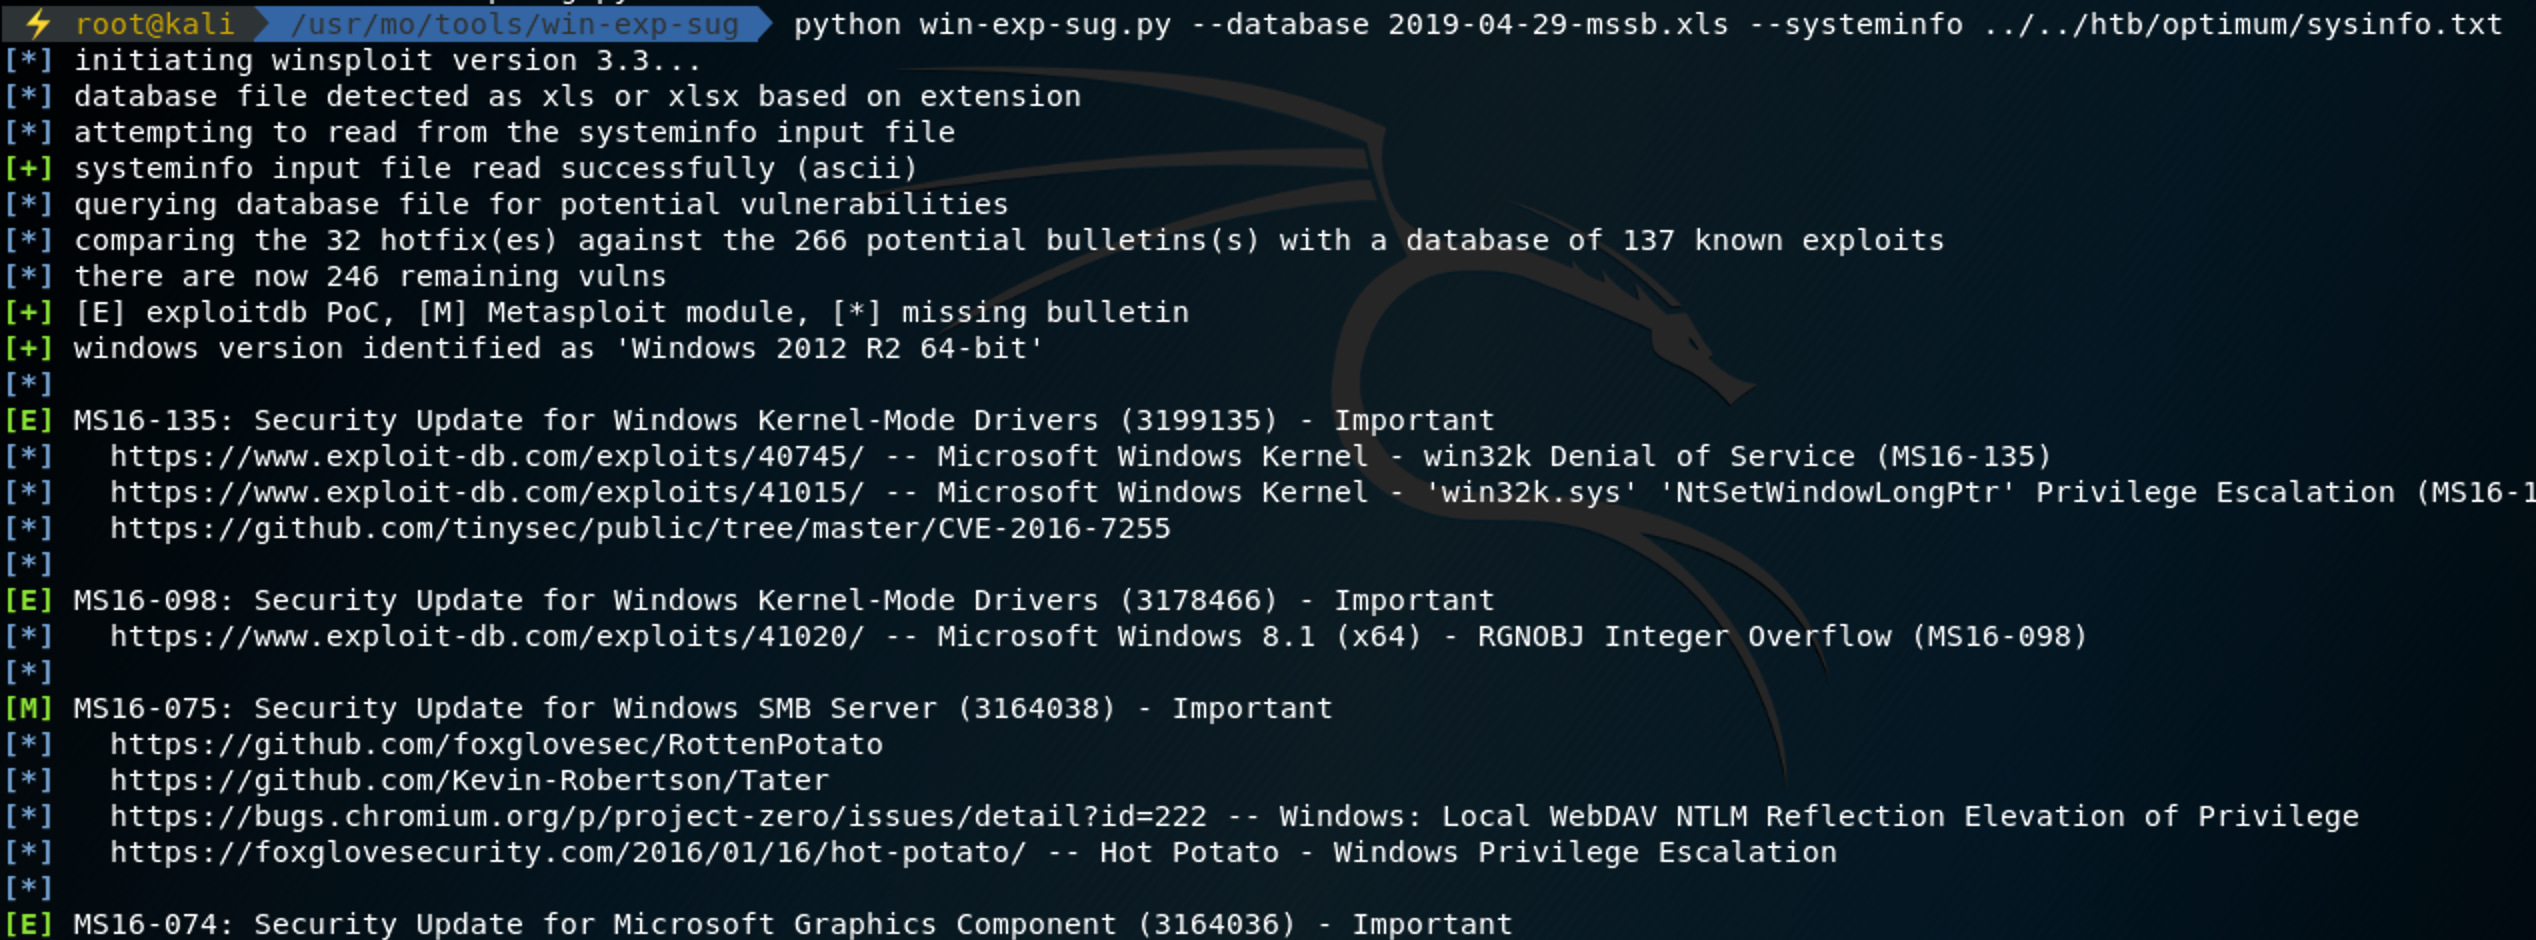 ⚡ root@kali /usr/mo/tools/win-exp-sug python win-exp-sug.py --database 2019-04-29-mssb.xls --systeminfo ../../htb/optimum/sysinfo.txt
[*] initiating winsploit version 3.3...
[*] database file detected as xls or xlsx based on extension
[*] attempting to read from the systeminfo input file
[+] systeminfo input file read successfully (ascii)
[*] querying database file for potential vulnerabilities
[*] comparing the 32 hotfix(es) against the 266 potential bulletins(s) with a database of 137 known exploits
[*] there are now 246 remaining vulns
[+] [E] exploitdb PoC, [M] Metasploit module, [*] missing bulletin
[+] windows version identified as 'Windows 2012 R2 64-bit'
[*]
[E] MS16-135: Security Update for Windows Kernel-Mode Drivers (3199135) - Important
[*]   https://www.exploit-db.com/exploits/40745/ -- Microsoft Windows Kernel - win32k Denial of Service (MS16-135)
[*]   https://www.exploit-db.com/exploits/41015/ -- Microsoft Windows Kernel - 'win32k.sys' 'NtSetWindowLongPtr' Privilege Escalation (MS16-1
[*]   https://github.com/tinysec/public/tree/master/CVE-2016-7255
[*]
[E] MS16-098: Security Update for Windows Kernel-Mode Drivers (3178466) - Important
[*]   https://www.exploit-db.com/exploits/41020/ -- Microsoft Windows 8.1 (x64) - RGNOBJ Integer Overflow (MS16-098)
[*]
[M] MS16-075: Security Update for Windows SMB Server (3164038) - Important
[*]   https://github.com/foxglovesec/RottenPotato
[*]   https://github.com/Kevin-Robertson/Tater
[*]   https://bugs.chromium.org/p/project-zero/issues/detail?id=222 -- Windows: Local WebDAV NTLM Reflection Elevation of Privilege
[*]   https://foxglovesecurity.com/2016/01/16/hot-potato/ -- Hot Potato - Windows Privilege Escalation
[*]
[E] MS16-074: Security Update for Microsoft Graphics Component (3164036) - Important